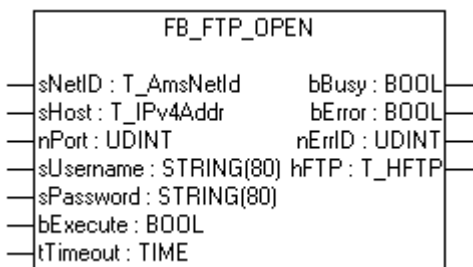 FB_FTP_OPEN
sNetID : T_AmsNetId bBusy : BOOL
sHost : T_IPv4Addr bError : BOOL
nPort : UDINT nErrID : UDINT
sUsername : STRING(80) hFTP : T_HFTP
sPassword : STRING(80)
bExecute : BOOL
tTimeout : TIME